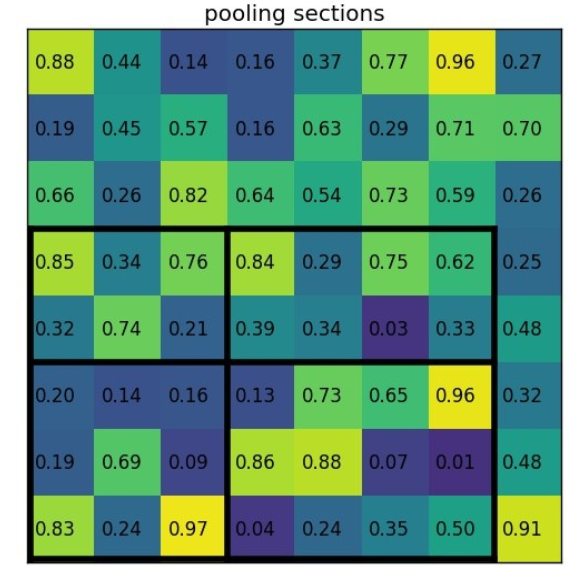 pooling sections
0.88 0.44 0.14 0.16 0.37 0.77 0.96 0.27
0.19 0.45 0.57 0.16 0.63 0.29 0.71 0.70
0.66 0.26 0.82 0.64 0.54 0.73 0.59 0.26
0.85 0.34 0.76 0.84 0.29 0.75 0.62 0.25
0.32 0.74 0.21 0.39 0.34 0.03 0.33 0.48
0.20 0.14 0.16 0.13 0.73 0.65 0.96 0.32
0.19 0.69 0.09 0.86 0.88 0.07 0.01 0.48
0.83 0.24 0.97 0.04 0.24 0.35 0.50 0.91